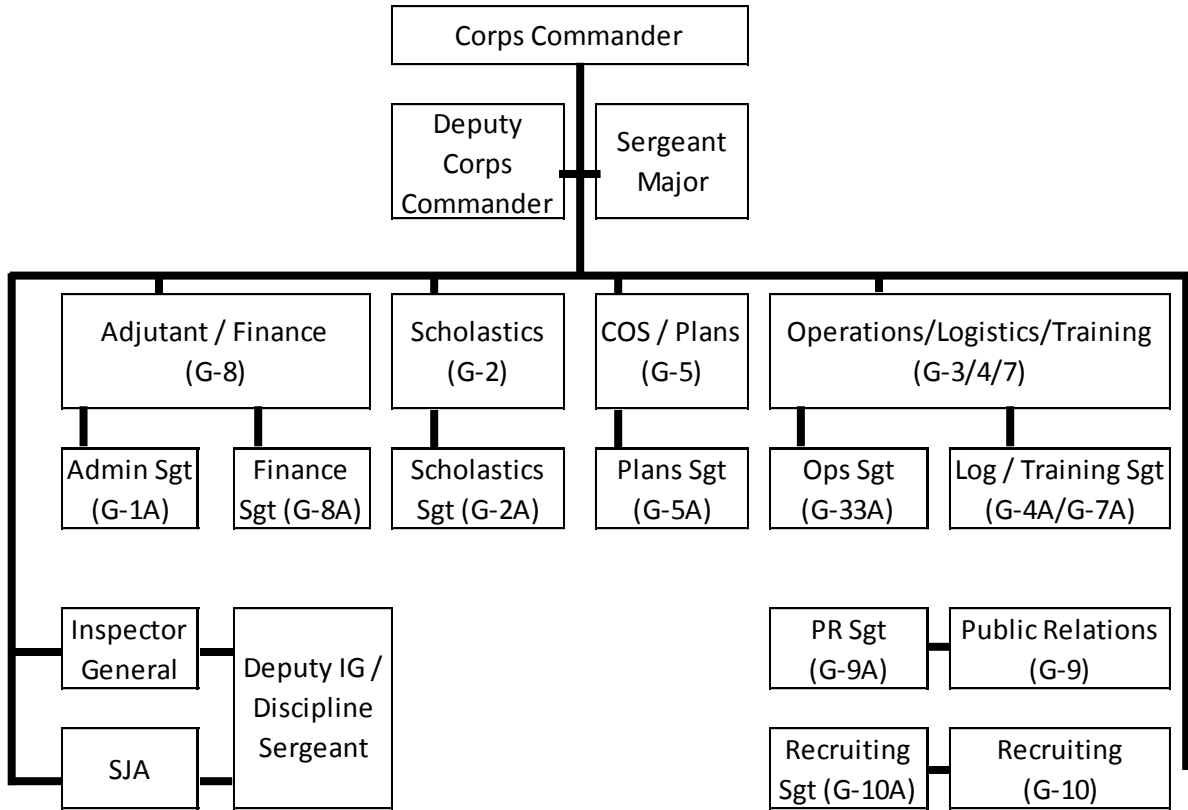 Corps Commander
Deputy
Corps
Commander
Sergeant
Major
Adjutant / Finance
(G-8)
Scholastics
(G-2)
COS / Plans
(G-5)
Operations/Logistics/Training
(G-3/4/7)
Admin Sgt
(G-1A)
Finance
Sgt (G-8A)
Scholastics
Sgt (G-2A)
Plans Sgt
(G-5A)
Ops Sgt
(G-33A)
Log / Training Sgt
(G-4A/G-7A)
Inspector
General
Deputy IG /
Discipline
Sergeant
PR Sgt
(G-9A)
Public Relations
(G-9)
SJA
Recruiting
Sgt (G-10A)
Recruiting
(G-10)